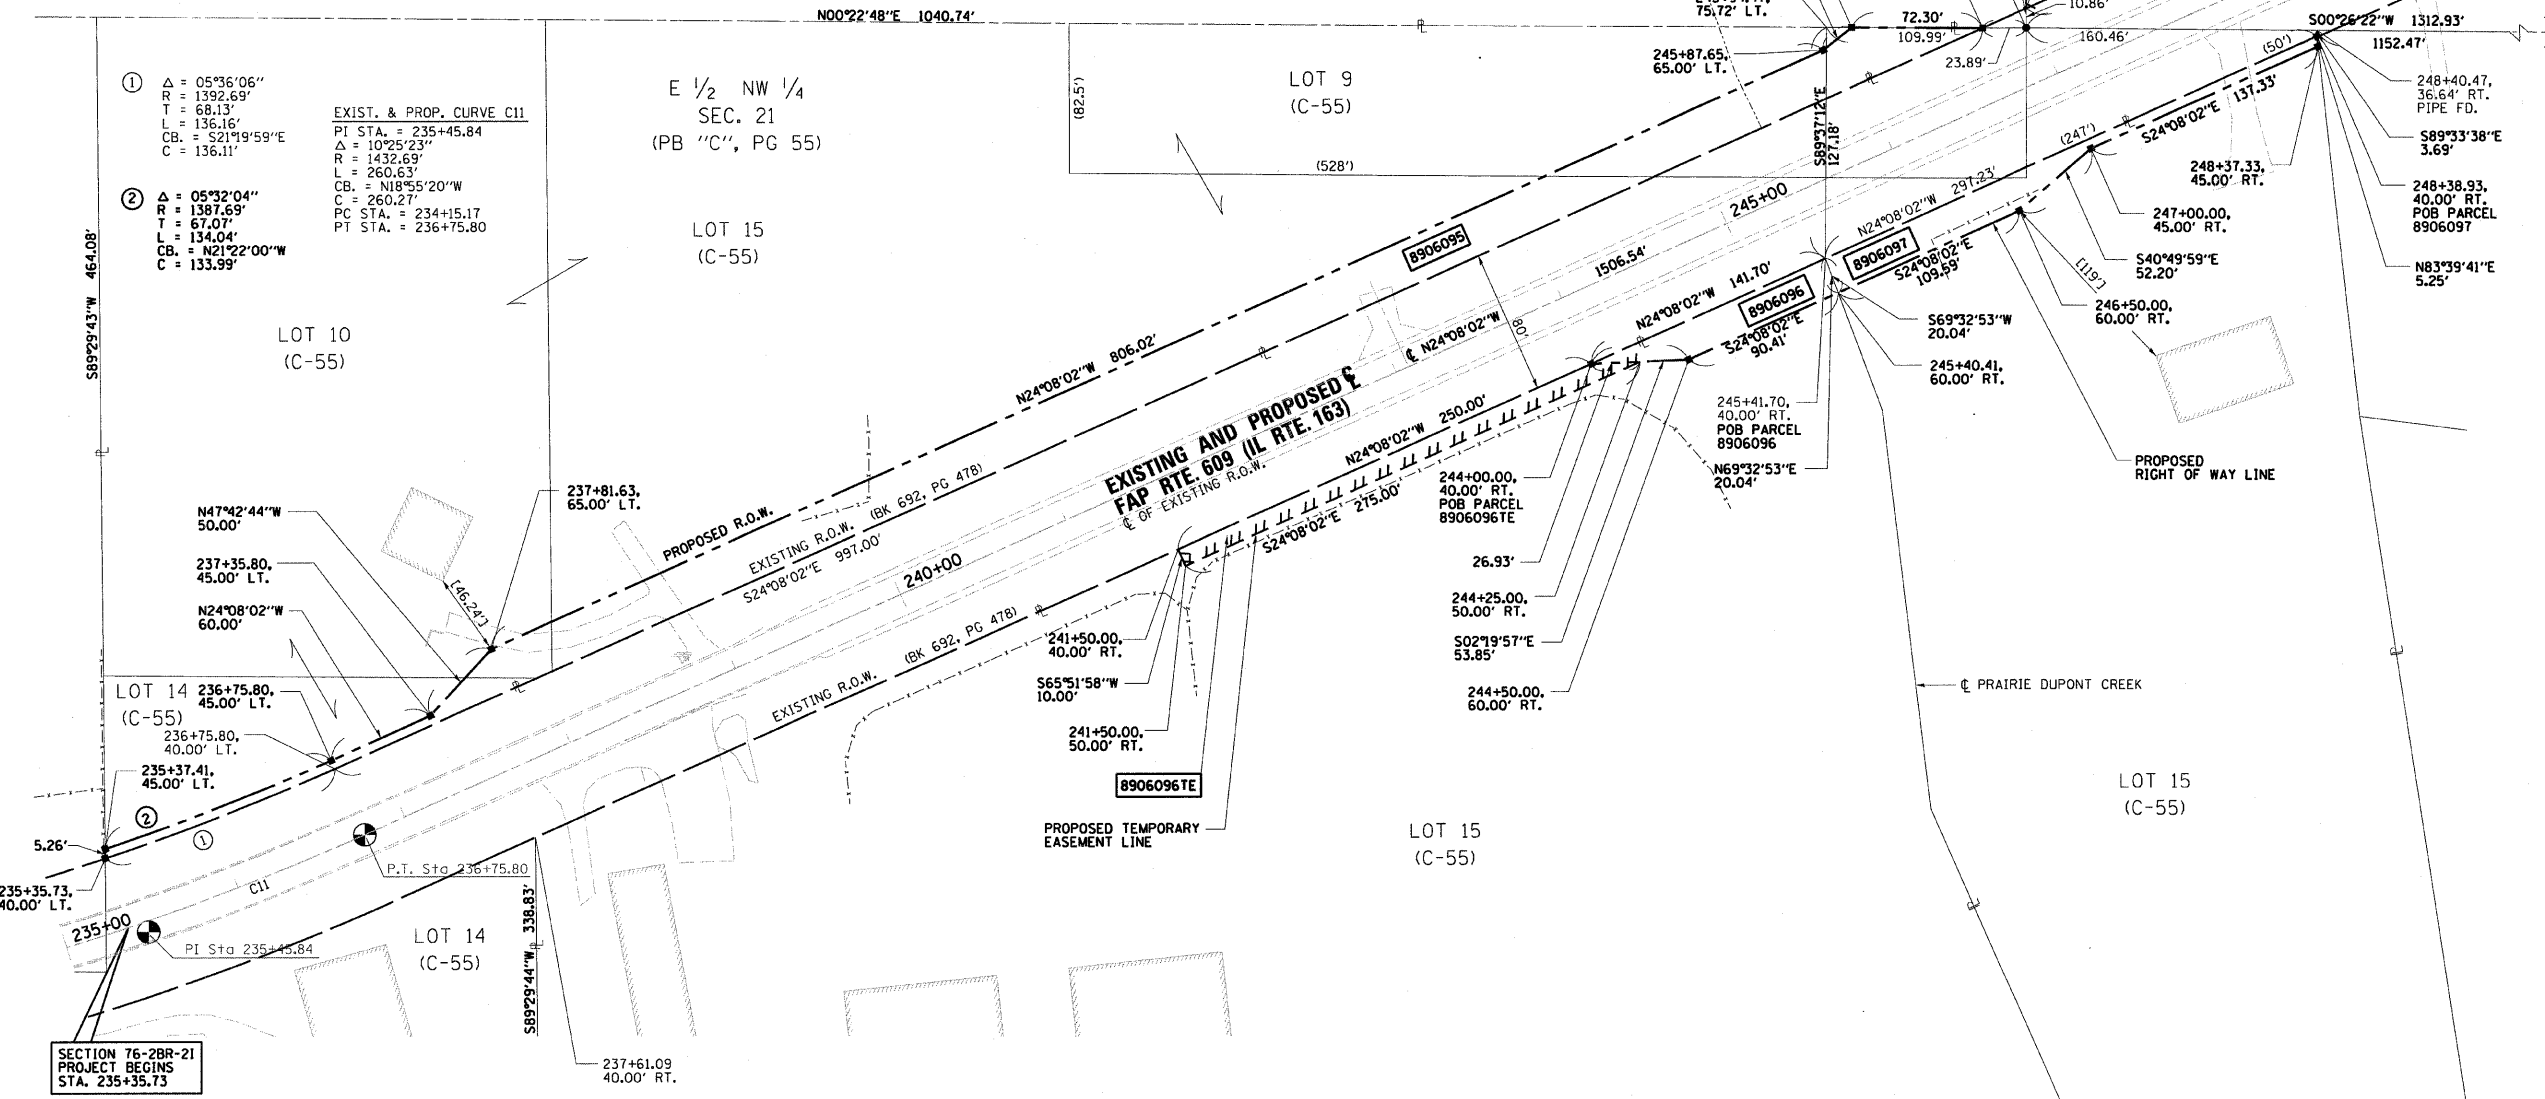 N00°22'48"E 1040.74'
75.72' LT.
72.30'
109.99'
10.86'
160.46'
23.89'
S00°26'22"W 1312.93'
1152.47'
(50')
245+87.65,
65.00' LT.
① Δ = 05°36'06"
R = 1392.69'
T = 68.13'
L = 136.16'
CB. = S21°19'59"E
C = 136.11'
② Δ = 05°32'04"
R = 1387.69'
T = 67.07'
L = 134.04'
CB. = N21°22'00"W
C = 133.99'
EXIST. & PROP. CURVE C11
PI STA. = 235+45.84
Δ = 10°25'23"
R = 1432.69'
L = 260.63'
CB. = N18°55'20"W
C = 260.27'
PC STA. = 234+15.17
PT STA. = 236+75.80
E 1/2 NW 1/4
SEC. 21
(PB "C", PG 55)
LOT 15
(C-55)
LOT 9
(C-55)
(82.5')
(528')
S89°37'12"E
127.18'
S89°29'43"W 464.08'
LOT 10
(C-55)
248+40.47,
36.64' RT.
PIPE FD.
S89°33'38"E
3.69'
248+38.93,
40.00' RT.
POB PARCEL
8906097
N83°39'41"E
5.25'
S24°08'02"E 137.33'
(247')
248+37.33,
45.00' RT.
247+00.00,
45.00' RT.
S40°49'59"E
52.20'
246+50.00,
60.00' RT.
[119']
N24°08'02"W 297.23'
8906097
S24°08'02"E
109.59'
S69°32'53"W
20.04'
245+40.41,
60.00' RT.
245+00
8906095
1506.54'
N24°08'02"W 141.70'
8906096
S24°08'02"E
90.41'
80'
℄ N24°08'02"W
N24°08'02"W 806.02'
EXISTING AND PROPOSED ℄
FAP RTE. 609 (IL RTE. 163)
℄ OF EXISTING R.O.W.
N24°08'02"W 250.00'
S24°08'02"E 275.00'
245+41.70,
40.00' RT.
POB PARCEL
8906096
N69°32'53"E
20.04'
PROPOSED
RIGHT OF WAY LINE
244+00.00,
40.00' RT.
POB PARCEL
8906096TE
26.93'
244+25.00,
50.00' RT.
S02°19'57"E
53.85'
244+50.00,
60.00' RT.
℄ PRAIRIE DUPONT CREEK
LOT 15
(C-55)
LOT 15
(C-55)
PROPOSED R.O.W.
EXISTING R.O.W. (BK 692, PG 478)
S24°08'02"E 997.00'
240+00
EXISTING R.O.W. (BK 692, PG 478)
241+50.00,
40.00' RT.
S65°51'58"W
10.00'
241+50.00,
50.00' RT.
8906096TE
PROPOSED TEMPORARY
EASEMENT LINE
N47°42'44"W
50.00'
237+35.80,
45.00' LT.
N24°08'02"W
60.00'
237+81.63,
65.00' LT.
[46.24']
LOT 14
(C-55)
236+75.80,
45.00' LT.
236+75.80,
40.00' LT.
235+37.41,
45.00' LT.
5.26'
②
①
235+35.73,
40.00' LT.
C11
P.T. Sta 236+75.80
235+00
PI Sta 235+45.84
LOT 14
(C-55)
S89°29'44"W 338.83'
237+61.09
40.00' RT.
SECTION 76-2BR-2I
PROJECT BEGINS
STA. 235+35.73